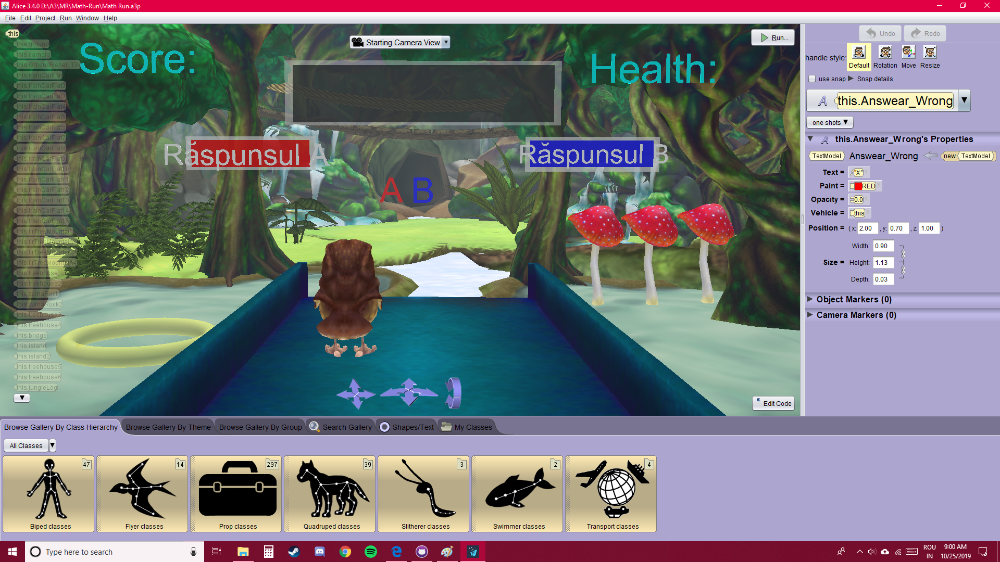 Alice 3.4.0 D:\A3\MR\Math-Run\Math Run.a3p
File Edit Project Run Window Help
this
this.ground
this.camera
this.GroundReset_TW
this.trainCarFlat
this.trainCarFlat2
this.trainCarFlat3
this.trainCarFlat4
this.trainCarFlat5
this.trainCarFlat6
this.trainCarFlat7
this.trainCarFlat8
this.trainCarFlat9
this.trainCarFlat10
this.trainCarFlat11
this.trainCarFlat12
this.trainCarFlat13
this.trainCarFlat14
this.trainCarFlat15
this.firTreeMountain
this.firTreeMountain2
this.firTreeMountain3
this.firTreeMountain4
this.treehouse
this.treehouse2
this.zumaRock
this.zumaRock2
this.treehouse3
this.treehouse4
this.bridge
this.island
this.island2
this.treehouse5
this.treehouse6
this.jungleLog
Score:
Starting Camera View
Run...
Health:
Răspunsul A
Răspunsul B
A B
Edit Code
Undo Redo
handle style:
Default Rotation Move Resize
use snap Snap details
A this.Answear_Wrong
one shots
A this.Answear_Wrong's Properties
TextModel Answear_Wrong new TextModel
Text = "X"
Paint = RED
Opacity = 0.0
Vehicle = this
Position = ( x: 2.00 , y: 0.70 , z: 1.00 )
Width: 0.90
Size = Height: 1.13
Depth: 0.03
Object Markers (0)
Camera Markers (0)
Browse Gallery By Class Hierarchy Browse Gallery By Theme Browse Gallery By Group Search Gallery Shapes/Text My Classes
All Classes
47 14 297 39 3 2 4
Biped classes Flyer classes Prop classes Quadruped classes Slitherer classes Swimmer classes Transport classes
Type here to search
ROU 9:00 AM
IN 10/25/2019